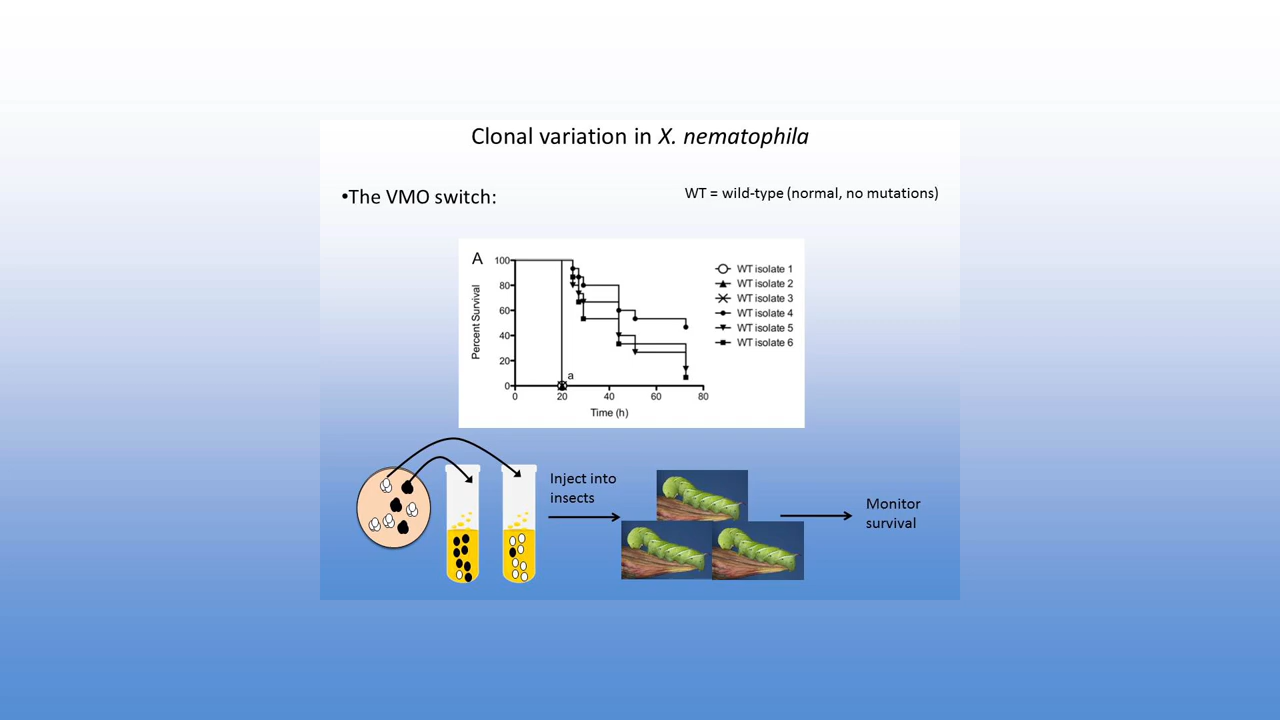 Clonal variation in X. nematophila
•The VMO switch:
WT = wild-type (normal, no mutations)
A
100
80
60
40
20
0
Percent Survival
a
0 20 40 60 80
Time (h)
WT isolate 1
WT isolate 2
WT isolate 3
WT isolate 4
WT isolate 5
WT isolate 6
Inject into
insects
Monitor
survival